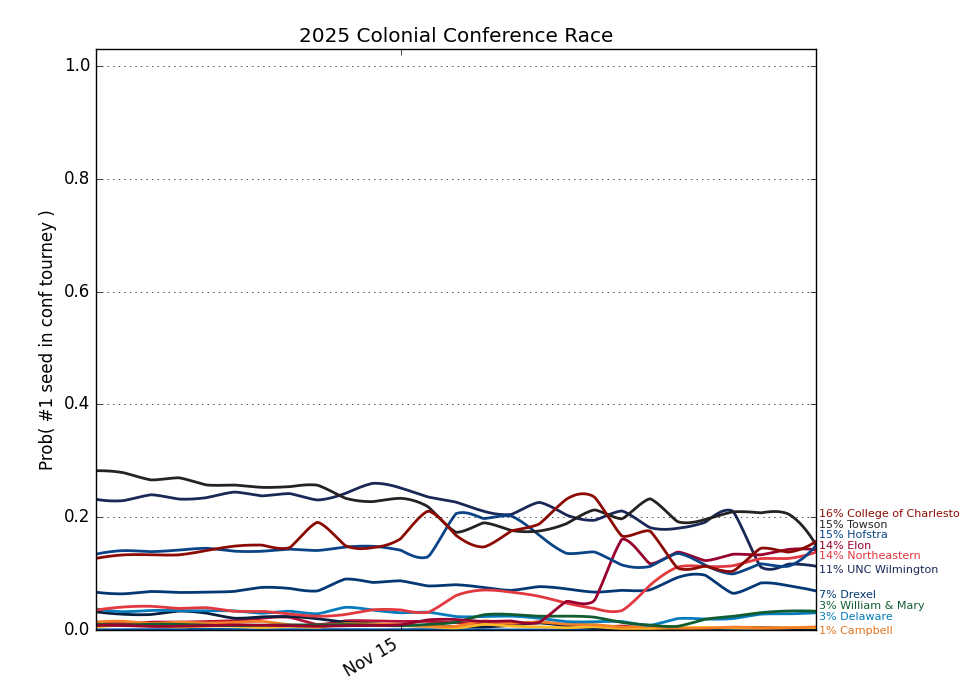 2025 Colonial Conference Race
Prob( #1 seed in conf tourney )
1.0
0.8
0.6
0.4
0.2
0.0
Nov 15
16% College of Charlesto
15% Towson
15% Hofstra
14% Elon
14% Northeastern
11% UNC Wilmington
7% Drexel
3% William & Mary
3% Delaware
1% Campbell